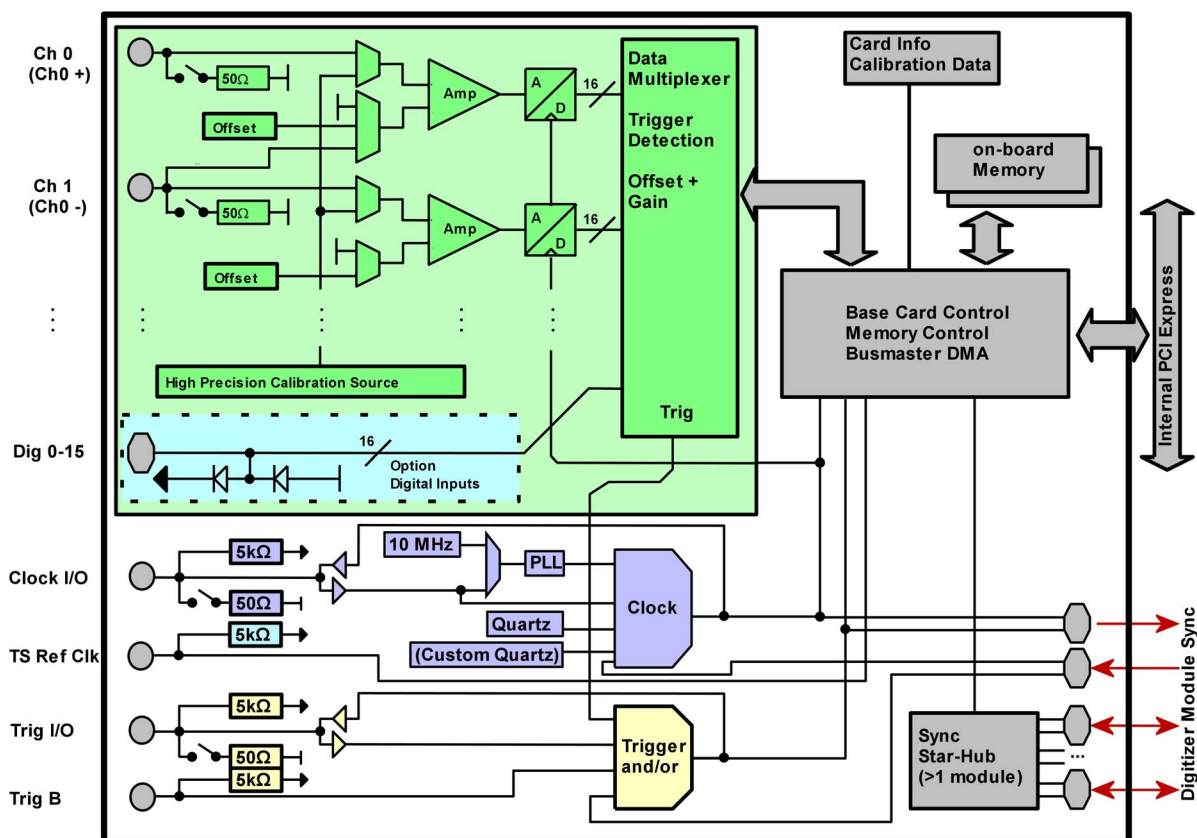 Ch 0
(Ch0 +)
50Ω
Offset
Amp
A
D
16
Data
Multiplexer
Trigger
Detection
Offset +
Gain
Card Info
Calibration Data
on-board
Memory
Ch 1
(Ch0 -)
50Ω
Offset
Amp
A
D
16
Base Card Control
Memory Control
Busmaster DMA
Internal PCI Express
High Precision Calibration Source
Trig
Dig 0-15
16
Option
Digital Inputs
Clock I/O
5kΩ
50Ω
10 MHz
PLL
Clock
Quartz
(Custom Quartz)
TS Ref Clk
5kΩ
Trig I/O
5kΩ
50Ω
Trigger
and/or
Trig B
5kΩ
Sync
Star-Hub
(>1 module)
Digitizer Module Sync